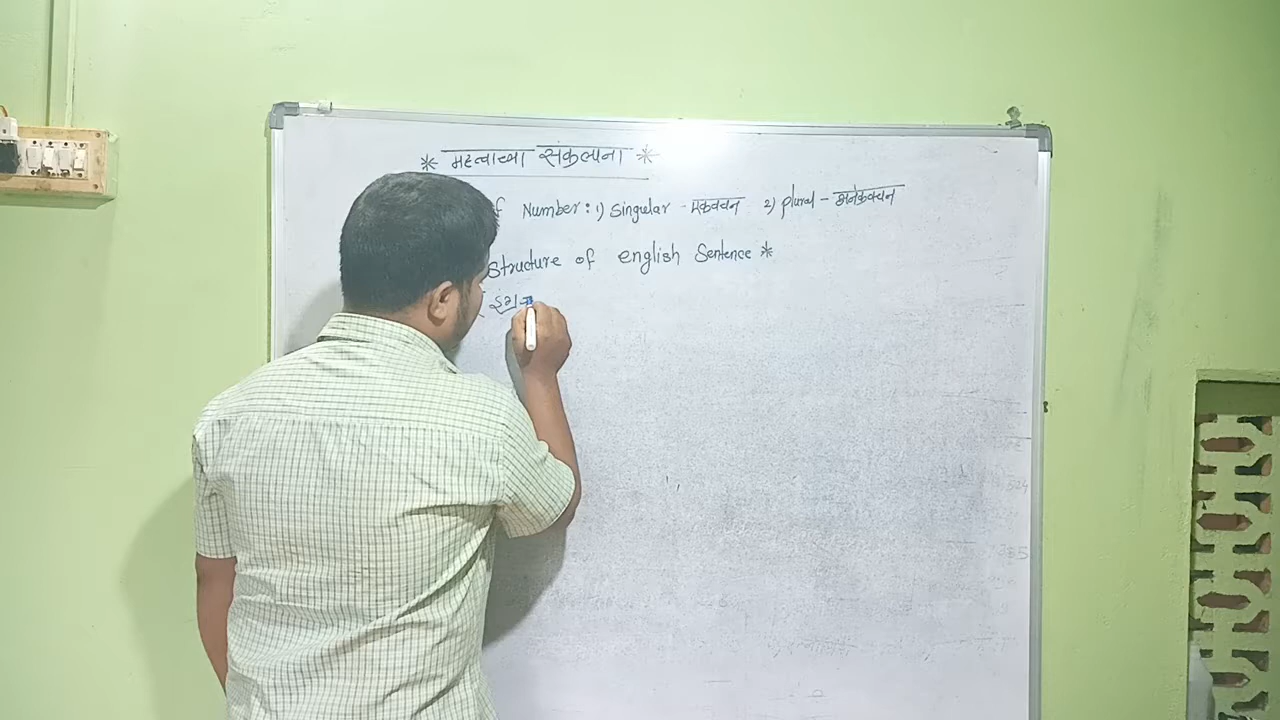 * महत्वाच्या संकल्पना *
f Number: 1) Singular - एकवचन 2) plural - अनेकवचन
Structure of english Sentence *